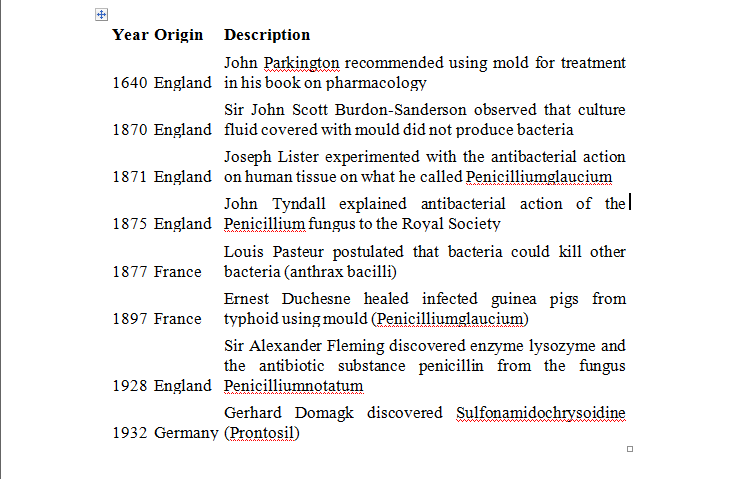 Year Origin Description
John Parkington recommended using mold for treatment
1640 England in his book on pharmacology
Sir John Scott Burdon-Sanderson observed that culture
1870 England fluid covered with mould did not produce bacteria
Joseph Lister experimented with the antibacterial action
1871 England on human tissue on what he called Penicilliumglaucium
John Tyndall explained antibacterial action of the
1875 England Penicillium fungus to the Royal Society
Louis Pasteur postulated that bacteria could kill other
1877 France bacteria (anthrax bacilli)
Ernest Duchesne healed infected guinea pigs from
1897 France typhoid using mould (Penicilliumglaucium)
Sir Alexander Fleming discovered enzyme lysozyme and
the antibiotic substance penicillin from the fungus
1928 England Penicilliumnotatum
Gerhard Domagk discovered Sulfonamidochrysoidine
1932 Germany (Prontosil)